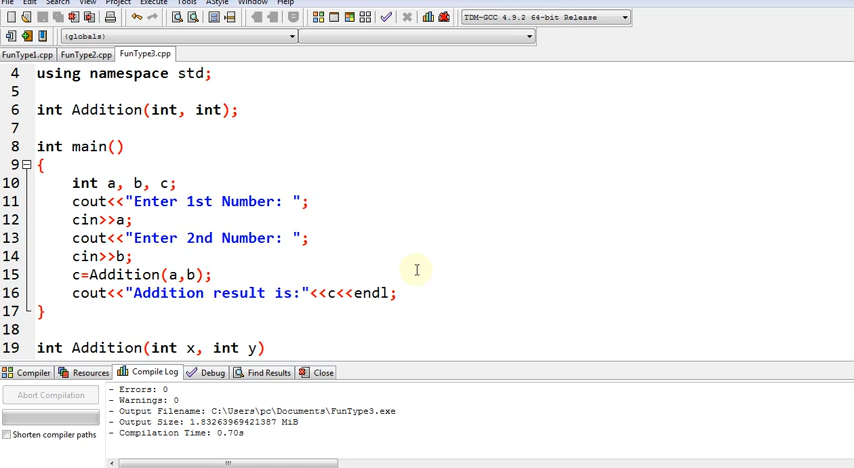 File Edit Search View Project Execute Tools AStyle Window Help
TDM-GCC 4.9.2 64-bit Release
(globals)
FunType1.cpp FunType2.cpp FunType3.cpp
4 using namespace std;
5
6 int Addition(int, int);
7
8 int main()
9 {
10 int a, b, c;
11 cout<<"Enter 1st Number: ";
12 cin>>a;
13 cout<<"Enter 2nd Number: ";
14 cin>>b;
15 c=Addition(a,b);
16 cout<<"Addition result is:"<<c<<endl;
17 }
18
19 int Addition(int x, int y)
Compiler Resources Compile Log Debug Find Results Close
Abort Compilation
Shorten compiler paths
- Errors: 0
- Warnings: 0
- Output Filename: C:\Users\pc\Documents\FunType3.exe
- Output Size: 1.83263969421387 MiB
- Compilation Time: 0.70s